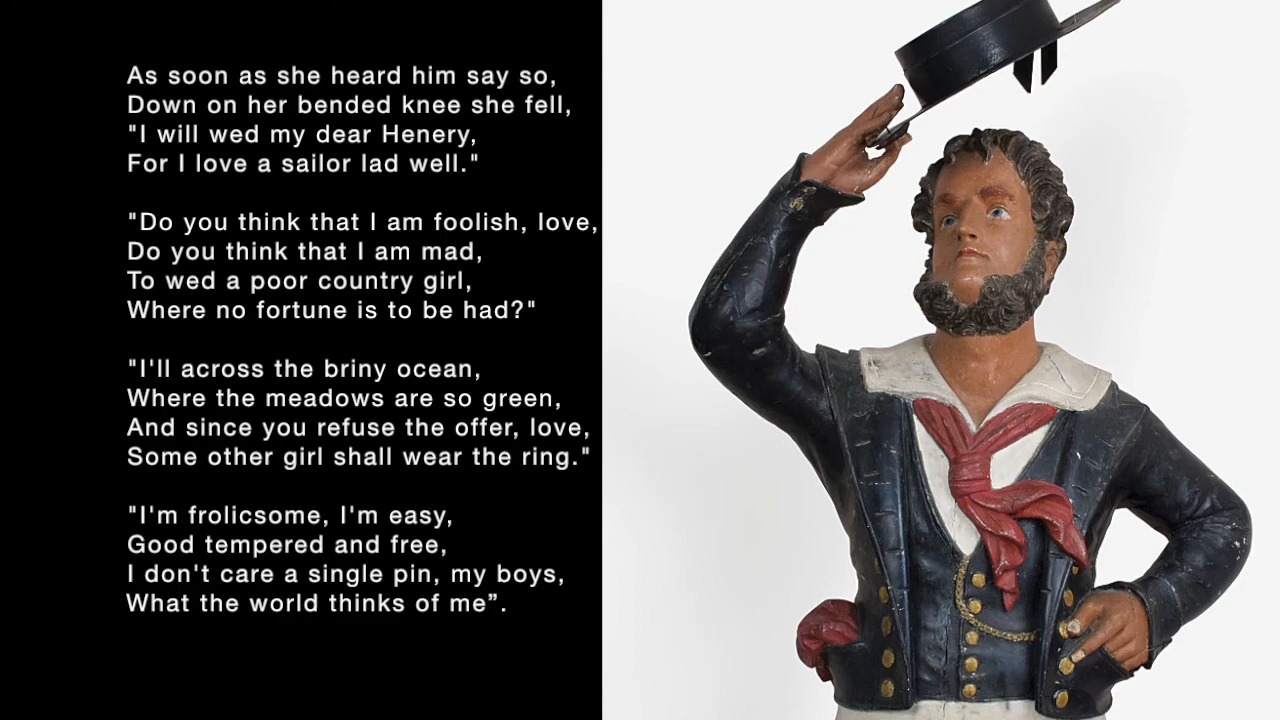 As soon as she heard him say so,
Down on her bended knee she fell,
"I will wed my dear Henery,
For I love a sailor lad well."
"Do you think that I am foolish, love,
Do you think that I am mad,
To wed a poor country girl,
Where no fortune is to be had?"
"I'll across the briny ocean,
Where the meadows are so green,
And since you refuse the offer, love,
Some other girl shall wear the ring."
"I'm frolicsome, I'm easy,
Good tempered and free,
I don't care a single pin, my boys,
What the world thinks of me”.